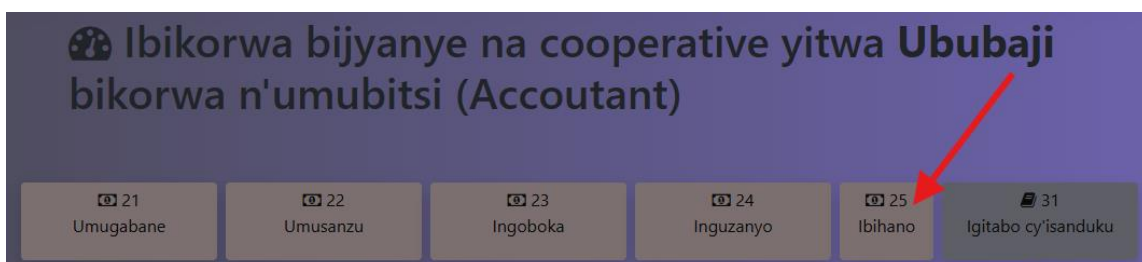 Ibikorwa bijyanye na cooperative yitwa Ububaji
bikorwa n'umubitsi (Accoutant)
21
Umugabane
22
Umusanzu
23
Ingoboka
24
Inguzanyo
25
Ibihano
31
Igitabo cy'isanduku